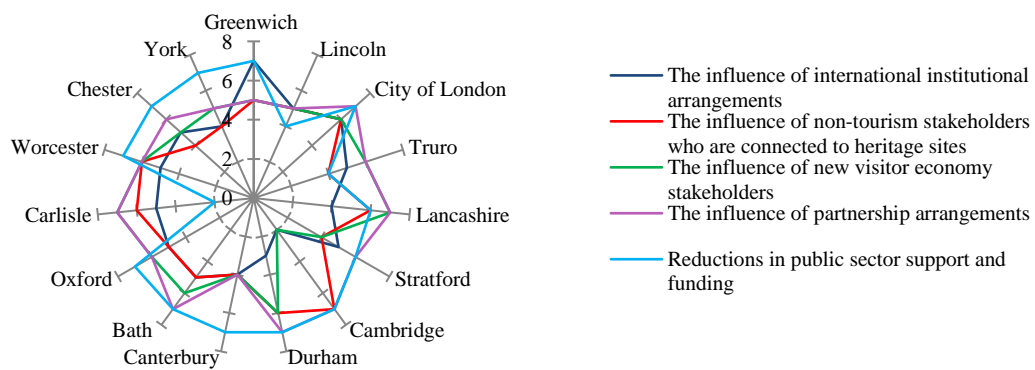 Greenwich
8
York
Lincoln
6
Chester
City of London
4
Worcester
Truro
2
0
Carlisle
Lancashire
Oxford
Stratford
Bath
Cambridge
Canterbury
Durham
The influence of international institutional
arrangements
The influence of non-tourism stakeholders
who are connected to heritage sites
The influence of new visitor economy
stakeholders
The influence of partnership arrangements
Reductions in public sector support and
funding